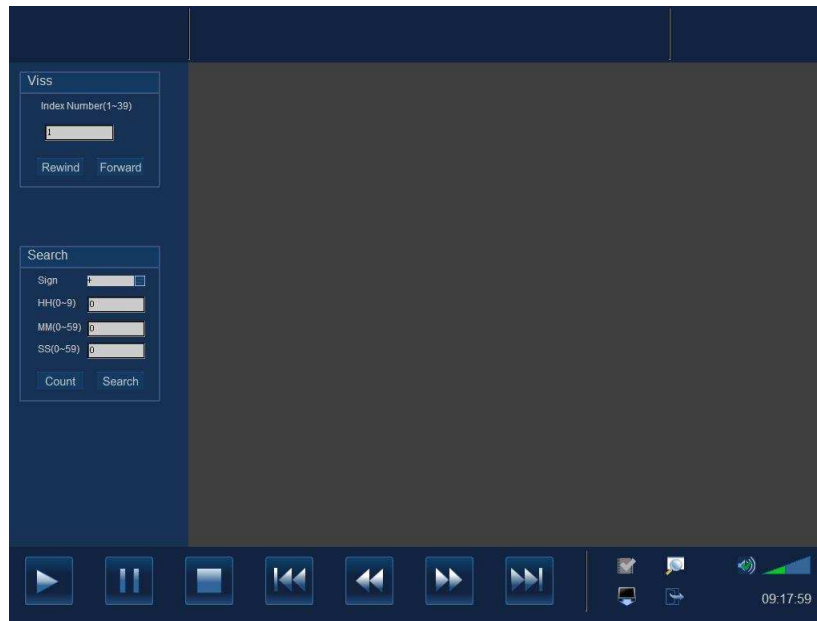 Viss
Index Number(1~39)
1
Rewind Forward
Search
Sign +
HH(0~9) 0
MM(0~59) 0
SS(0~59) 0
Count Search
09:17:59